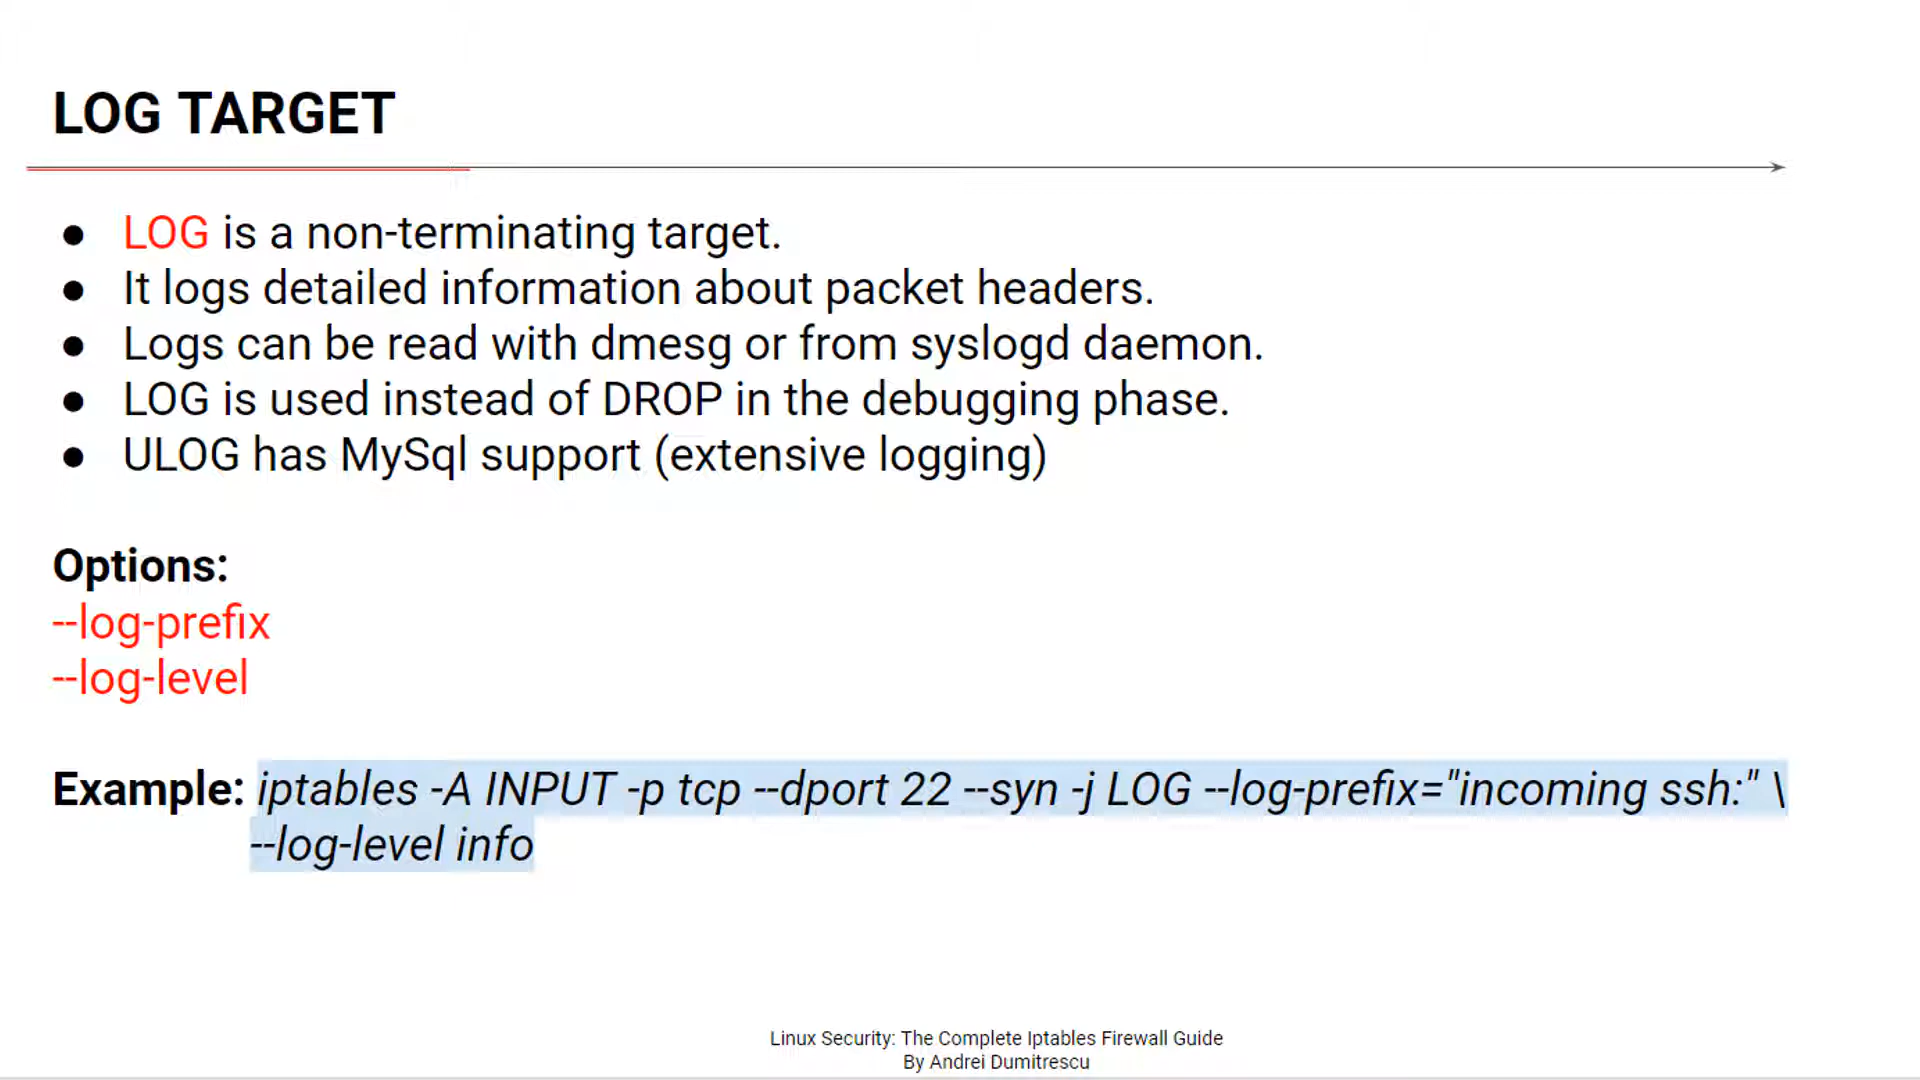 LOG TARGET
● LOG is a non-terminating target.
● It logs detailed information about packet headers.
● Logs can be read with dmesg or from syslogd daemon.
● LOG is used instead of DROP in the debugging phase.
● ULOG has MySql support (extensive logging)
Options:
--log-prefix
--log-level
Example: iptables -A INPUT -p tcp --dport 22 --syn -j LOG --log-prefix="incoming ssh:" \
--log-level info
Linux Security: The Complete Iptables Firewall Guide
By Andrei Dumitrescu